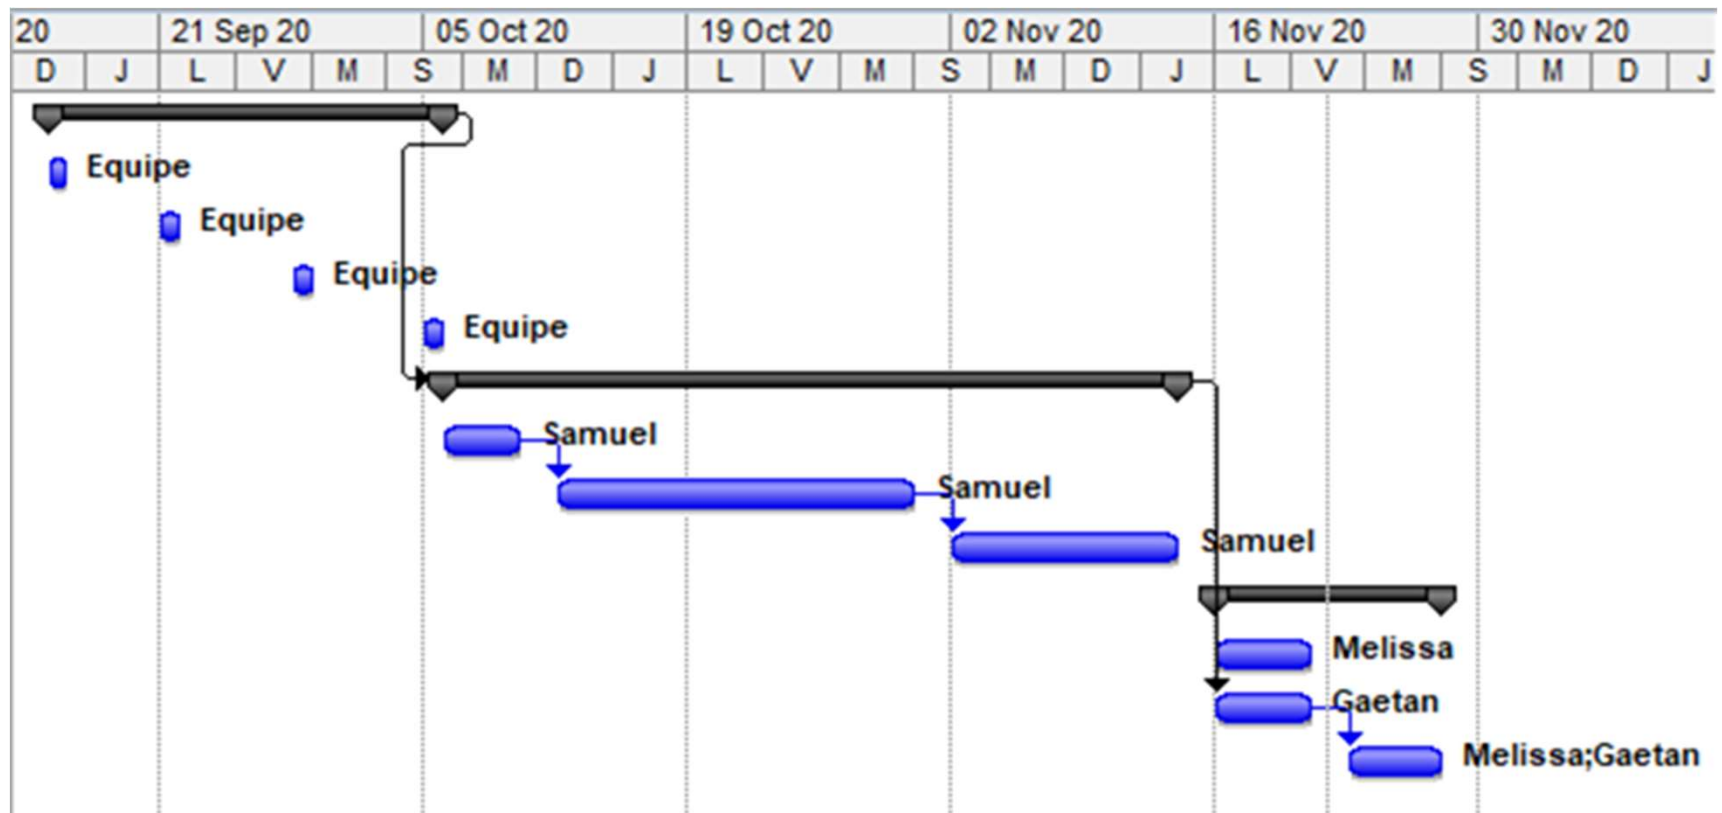 20 21 Sep 20 05 Oct 20 19 Oct 20 02 Nov 20 16 Nov 20 30 Nov 20
D J L V M S M D J L V M S M D J L V M S M D J
Equipe
Equipe
Equipe
Equipe
Samuel
Samuel
Samuel
Melissa
Gaetan
Melissa;Gaetan